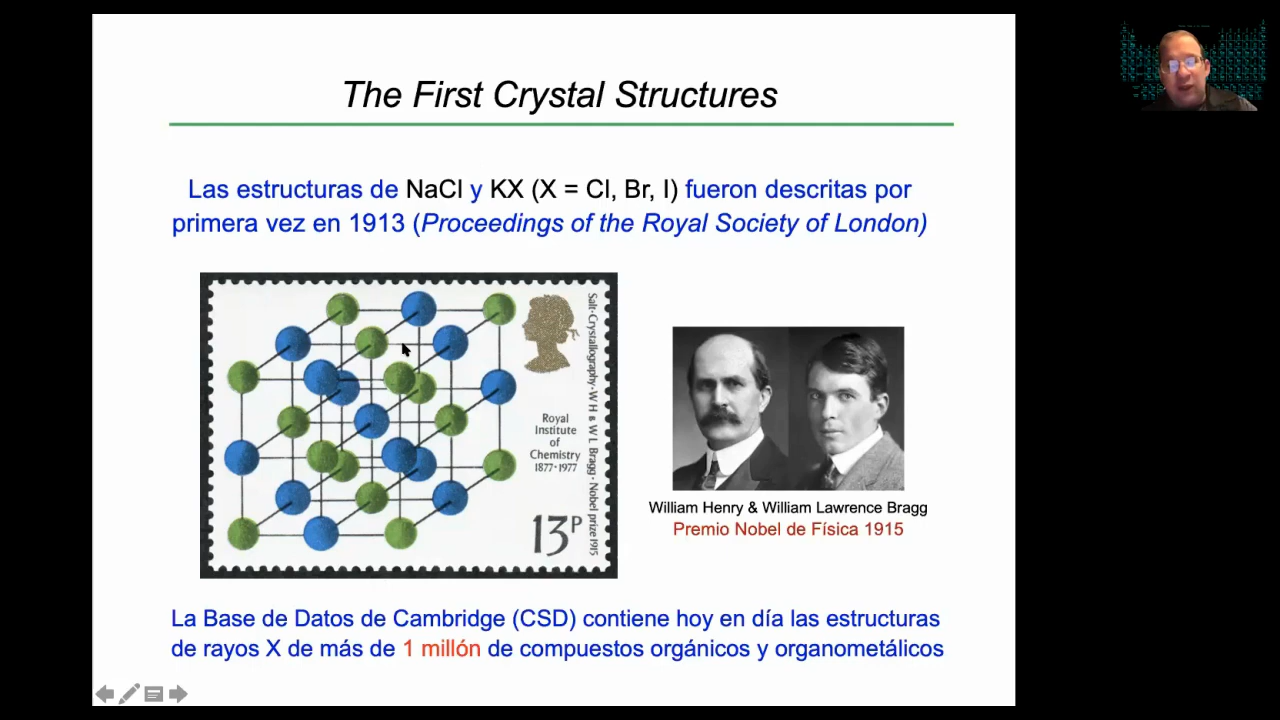 The First Crystal Structures
Las estructuras de NaCl y KX (X = Cl, Br, I) fueron descritas por
primera vez en 1913 (Proceedings of the Royal Society of London)
Salt·Crystallography·W H & W L Bragg·Nobel prize 1915
Royal
Institute
of
Chemistry
1877·1977
13P
William Henry & William Lawrence Bragg
Premio Nobel de Física 1915
La Base de Datos de Cambridge (CSD) contiene hoy en día las estructuras
de rayos X de más de 1 millón de compuestos orgánicos y organometálicos